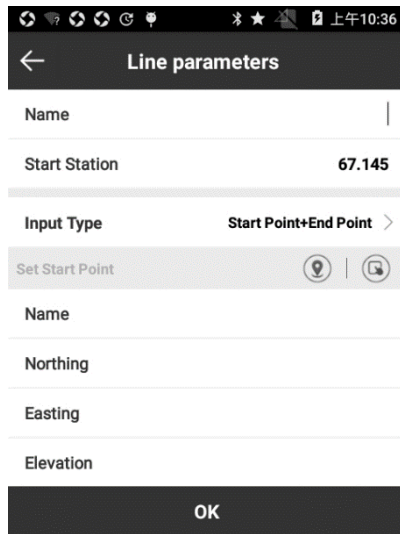 上午10:36
Line parameters
Name
Start Station 67.145
Input Type Start Point+End Point
Set Start Point
Name
Northing
Easting
Elevation
OK